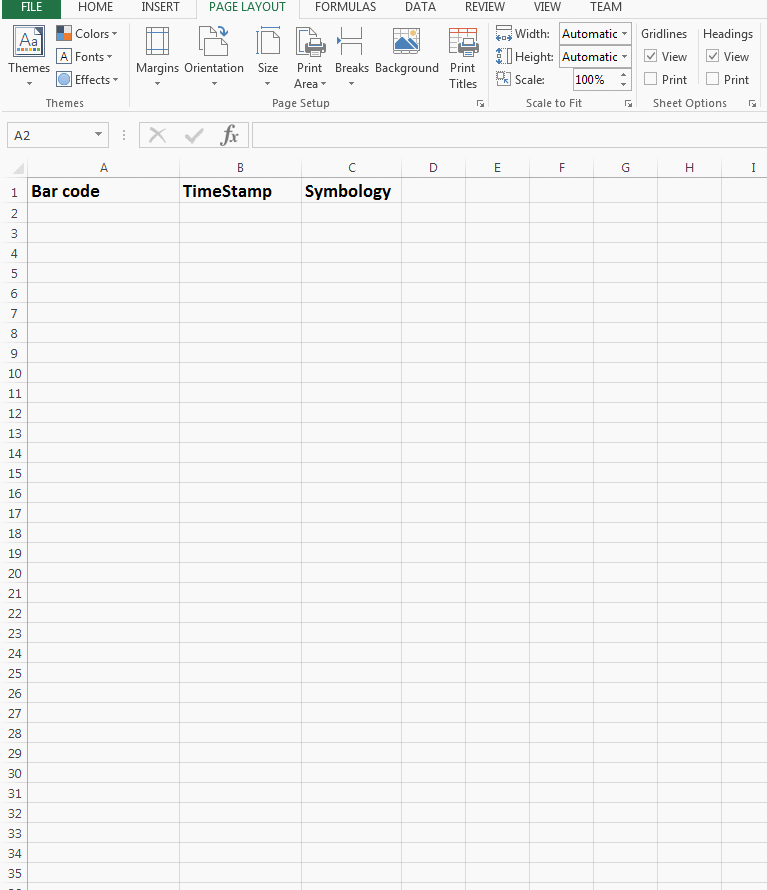 FILE HOME INSERT PAGE LAYOUT FORMULAS DATA REVIEW VIEW TEAM
Aa
Themes
Colors
A Fonts
Effects
Themes
Margins Orientation Size Print Area Breaks Background Print Titles
Page Setup
Width: Automatic
Height: Automatic
Scale: 100%
Scale to Fit
Gridlines Headings
View View
Print Print
Sheet Options
A2 fx
A B C D E F G H I
1 Bar code TimeStamp Symbology
2
3
4
5
6
7
8
9
10
11
12
13
14
15
16
17
18
19
20
21
22
23
24
25
26
27
28
29
30
31
32
33
34
35